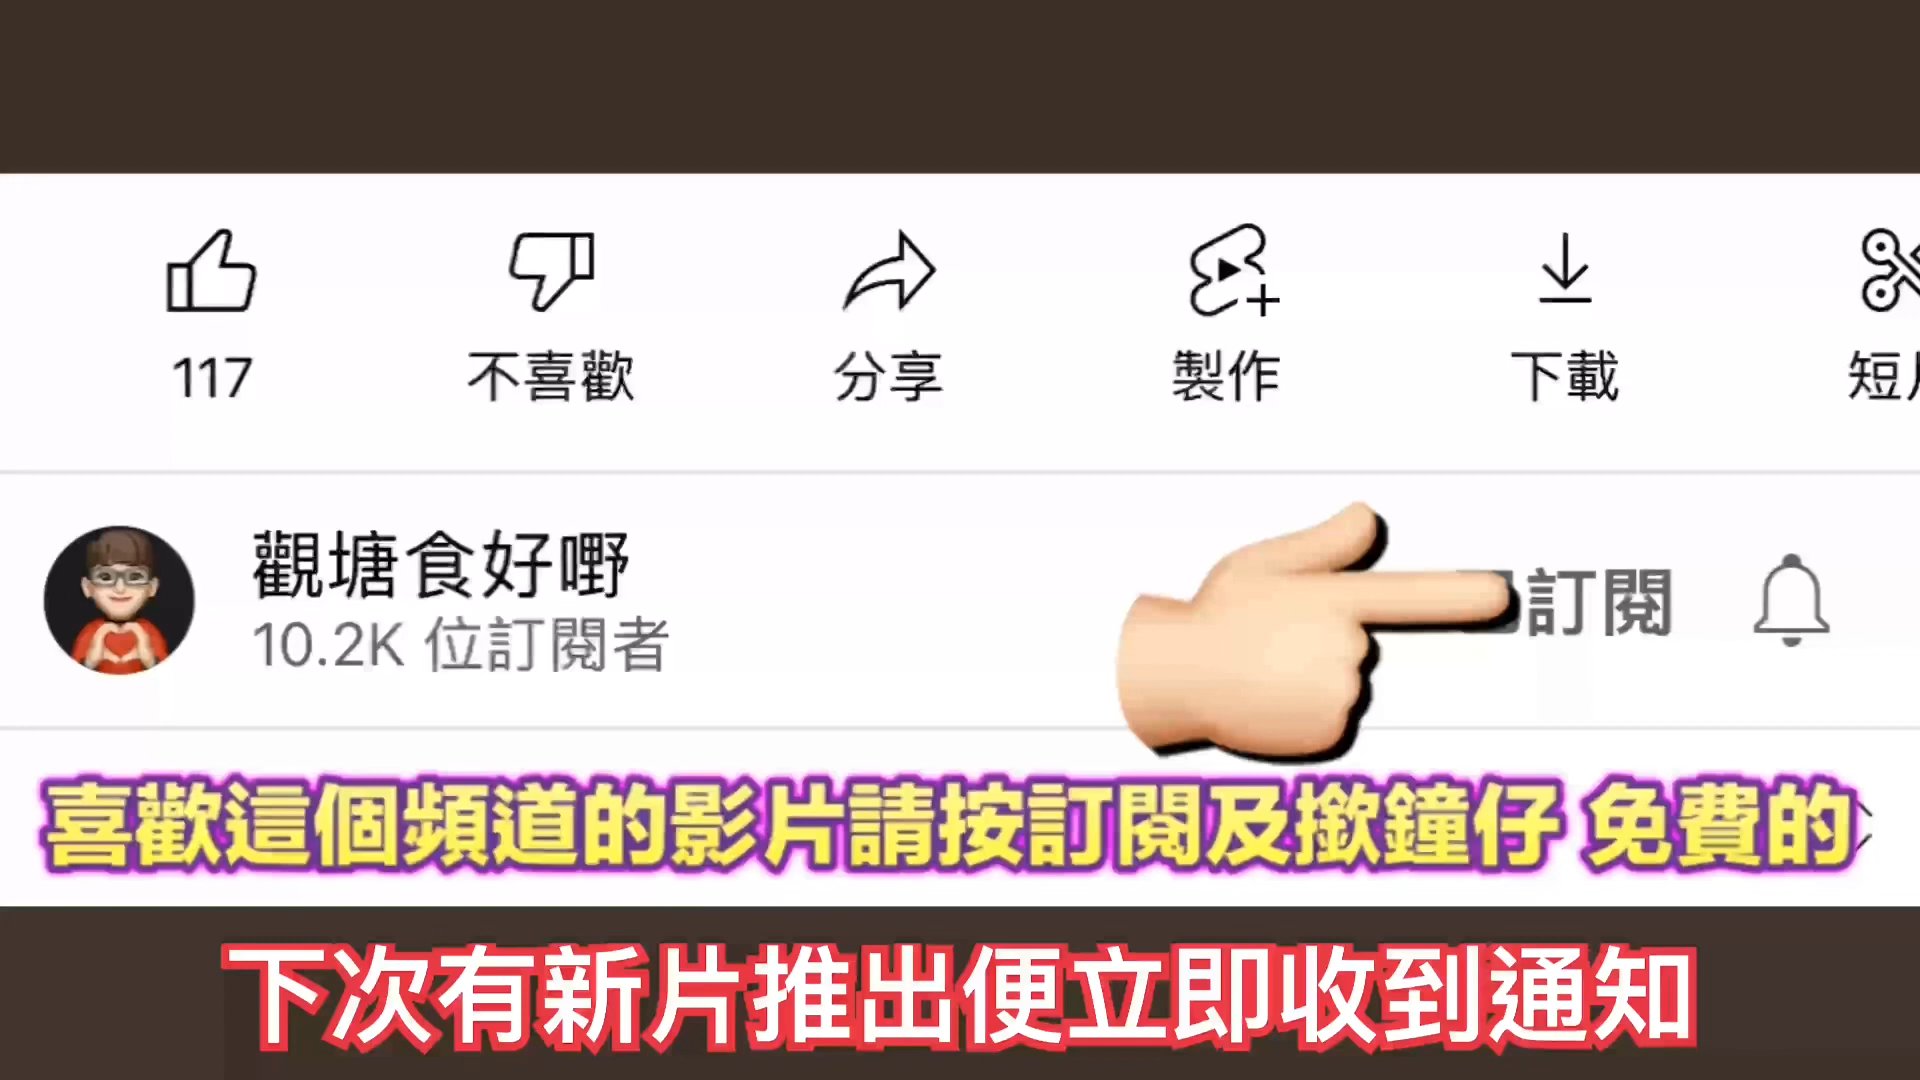 117
不喜歡
分享
製作
下載
短
觀塘食好嘢
訂閱
10.2K 位訂閱者
喜歡這個頻道的影片請按訂閱及撳鐘仔 免費的
下次有新片推出便立即收到通知